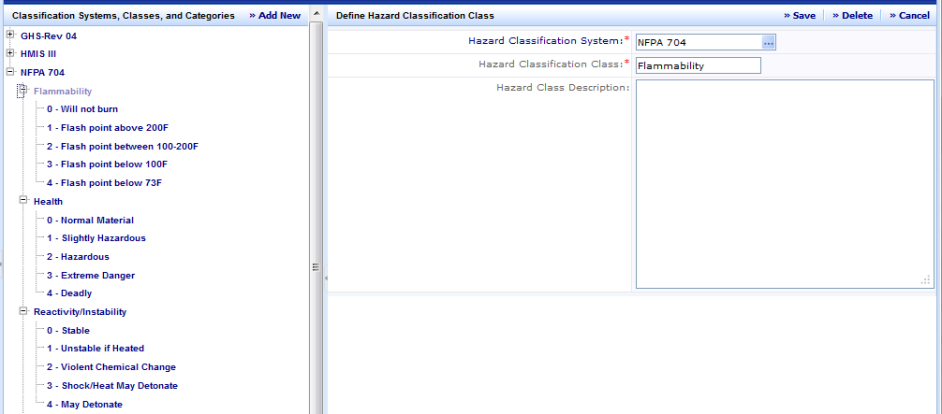 Classification Systems, Classes, and Categories » Add New
GHS-Rev 04
HMIS III
NFPA 704
Flammability
0 - Will not burn
1 - Flash point above 200F
2 - Flash point between 100-200F
3 - Flash point below 100F
4 - Flash point below 73F
Health
0 - Normal Material
1 - Slightly Hazardous
2 - Hazardous
3 - Extreme Danger
4 - Deadly
Reactivity/Instability
0 - Stable
1 - Unstable if Heated
2 - Violent Chemical Change
3 - Shock/Heat May Detonate
4 - May Detonate
Define Hazard Classification Class » Save » Delete » Cancel
Hazard Classification System:* NFPA 704 ...
Hazard Classification Class:* Flammability
Hazard Class Description: